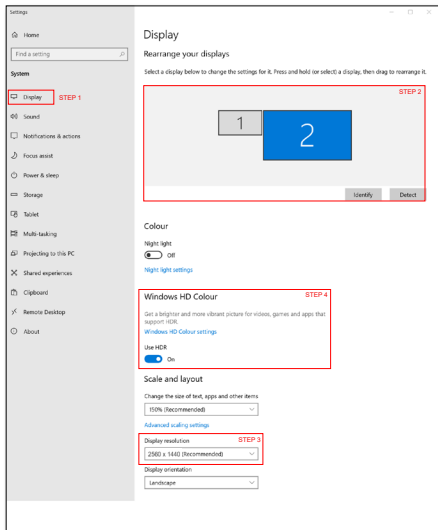 Settings
Home
Find a setting
System
Display STEP 1
Sound
Notifications & actions
Focus assist
Power & sleep
Storage
Tablet
Multi-tasking
Projecting to this PC
Shared experiences
Clipboard
Remote Desktop
About
Display
Rearrange your displays
Select a display below to change the settings for it. Press and hold (or select) a display, then drag to rearrange it.
STEP 2
1
2
Identify Detect
Colour
Night light
Off
Night light settings
Windows HD Colour STEP 4
Get a brighter and more vibrant picture for videos, games and apps that
support HDR.
Windows HD Colour settings
Use HDR
On
Scale and layout
Change the size of text, apps and other items
150% (Recommended)
Advanced scaling settings
Display resolution STEP 3
2560 x 1440 (Recommended)
Display orientation
Landscape